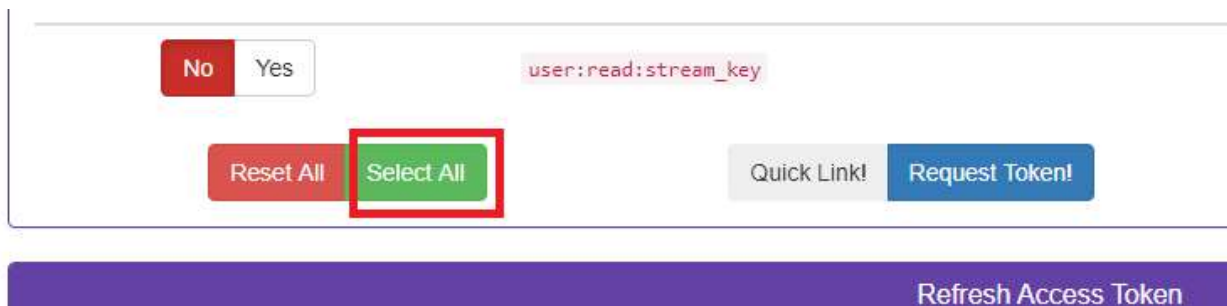 No Yes user:read:stream_key
Reset All Select All Quick Link! Request Token!
Refresh Access Token